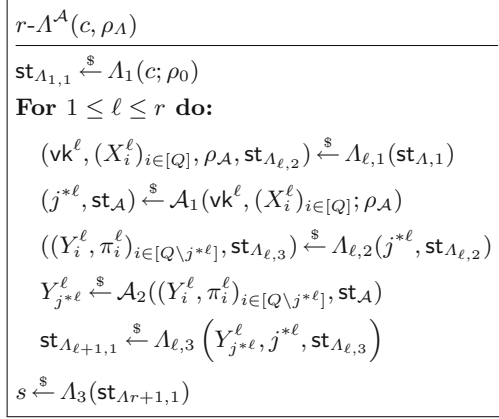 r-Λ^𝒜(c, ρ_Λ)
st_{Λ_{1,1}} ←$ Λ_1(c; ρ_0)
For 1 ≤ ℓ ≤ r do:
(vk^ℓ, (X_i^ℓ)_{i∈[Q]}, ρ_𝒜, st_{Λ_{ℓ,2}}) ←$ Λ_{ℓ,1}(st_{Λ,1})
(j^{*ℓ}, st_𝒜) ←$ 𝒜_1(vk^ℓ, (X_i^ℓ)_{i∈[Q]}; ρ_𝒜)
((Y_i^ℓ, π_i^ℓ)_{i∈[Q\j^{*ℓ}]}, st_{Λ_{ℓ,3}}) ←$ Λ_{ℓ,2}(j^{*ℓ}, st_{Λ_{ℓ,2}})
Y_{j^{*ℓ}}^ℓ ←$ 𝒜_2((Y_i^ℓ, π_i^ℓ)_{i∈[Q\j^{*ℓ}]}, st_𝒜)
st_{Λ_{ℓ+1,1}} ←$ Λ_{ℓ,3}(Y_{j^{*ℓ}}^ℓ, j^{*ℓ}, st_{Λ_{ℓ,3}})
s ←$ Λ_3(st_{Λr+1,1})